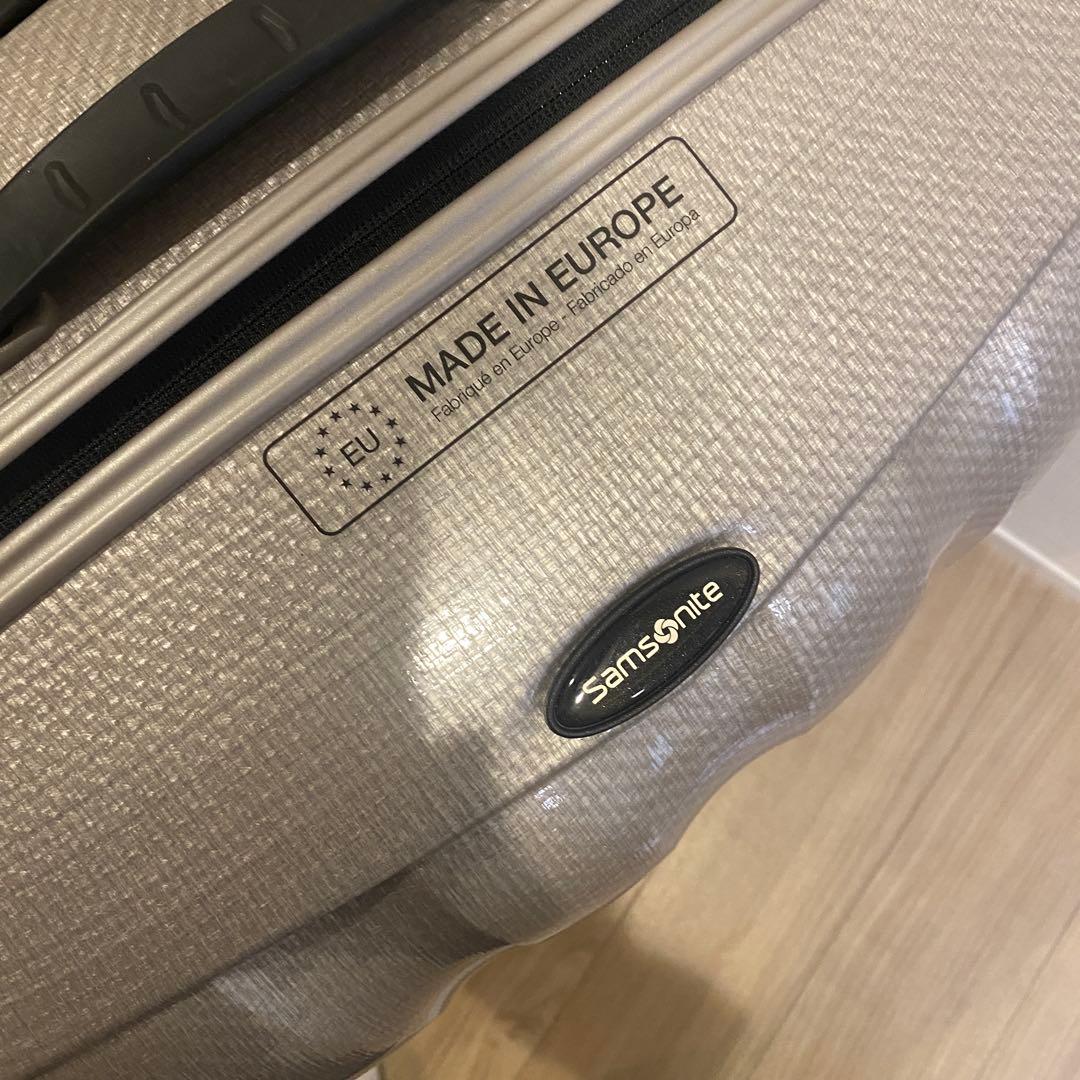 EU
MADE IN EUROPE
Fabriqué en Europe - Fabricado en Europa
Samsonite